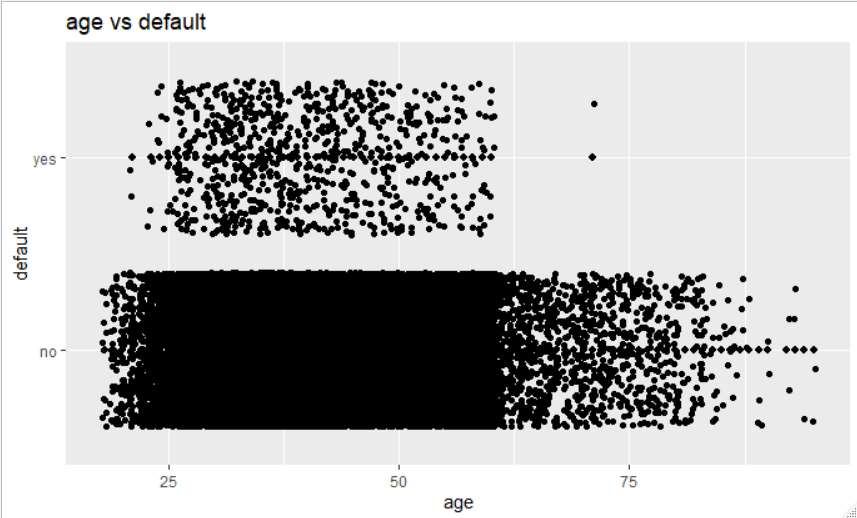 age vs default
yes
default
no
25 50 75
age